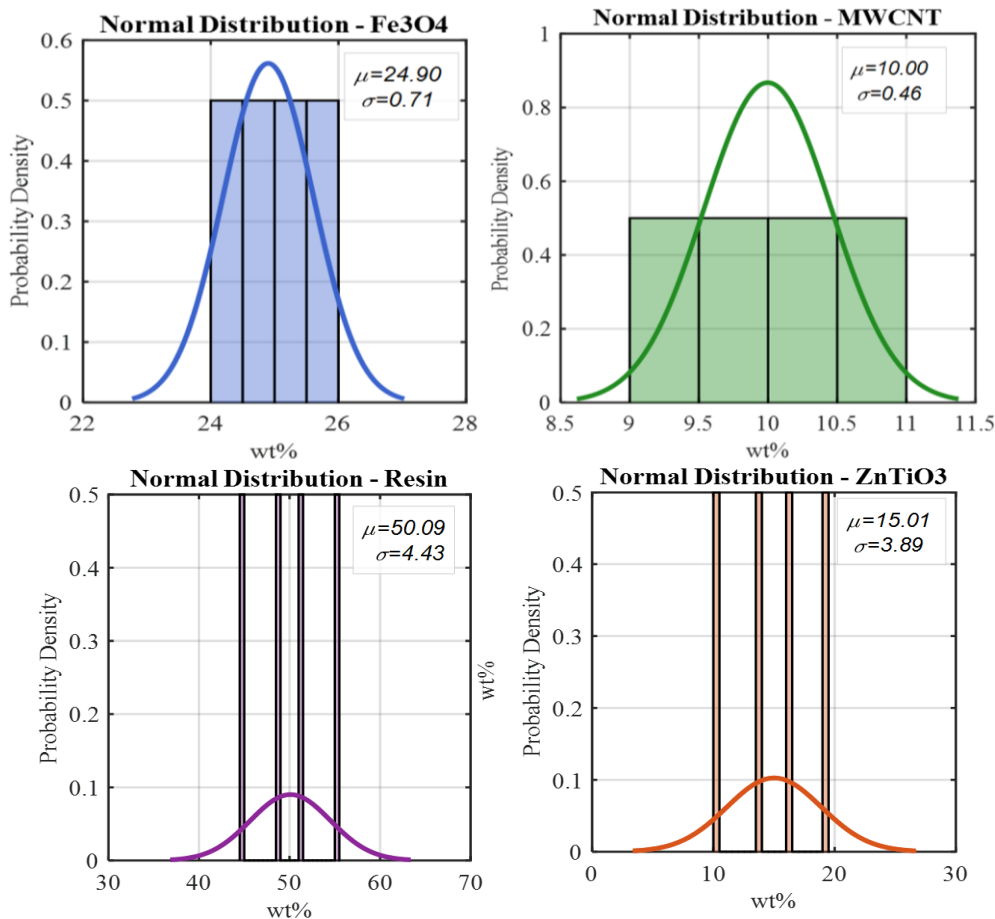 Normal Distribution - Fe3O4
0.6
0.5
0.4
0.3
0.2
0.1
0
Probability Density
μ=24.90
σ=0.71
22
24
26
28
wt%
Normal Distribution - MWCNT
1
0.8
0.6
0.4
0.2
0
Probability Density
μ=10.00
σ=0.46
8.5
9
9.5
10
10.5
11
11.5
wt%
Normal Distribution - Resin
0.5
0.4
0.3
0.2
0.1
0
Probability Density
μ=50.09
σ=4.43
30
40
50
60
70
wt%
wt%
Normal Distribution - ZnTiO3
0.5
0.4
0.3
0.2
0.1
0
Probability Density
μ=15.01
σ=3.89
0
10
20
30
wt%